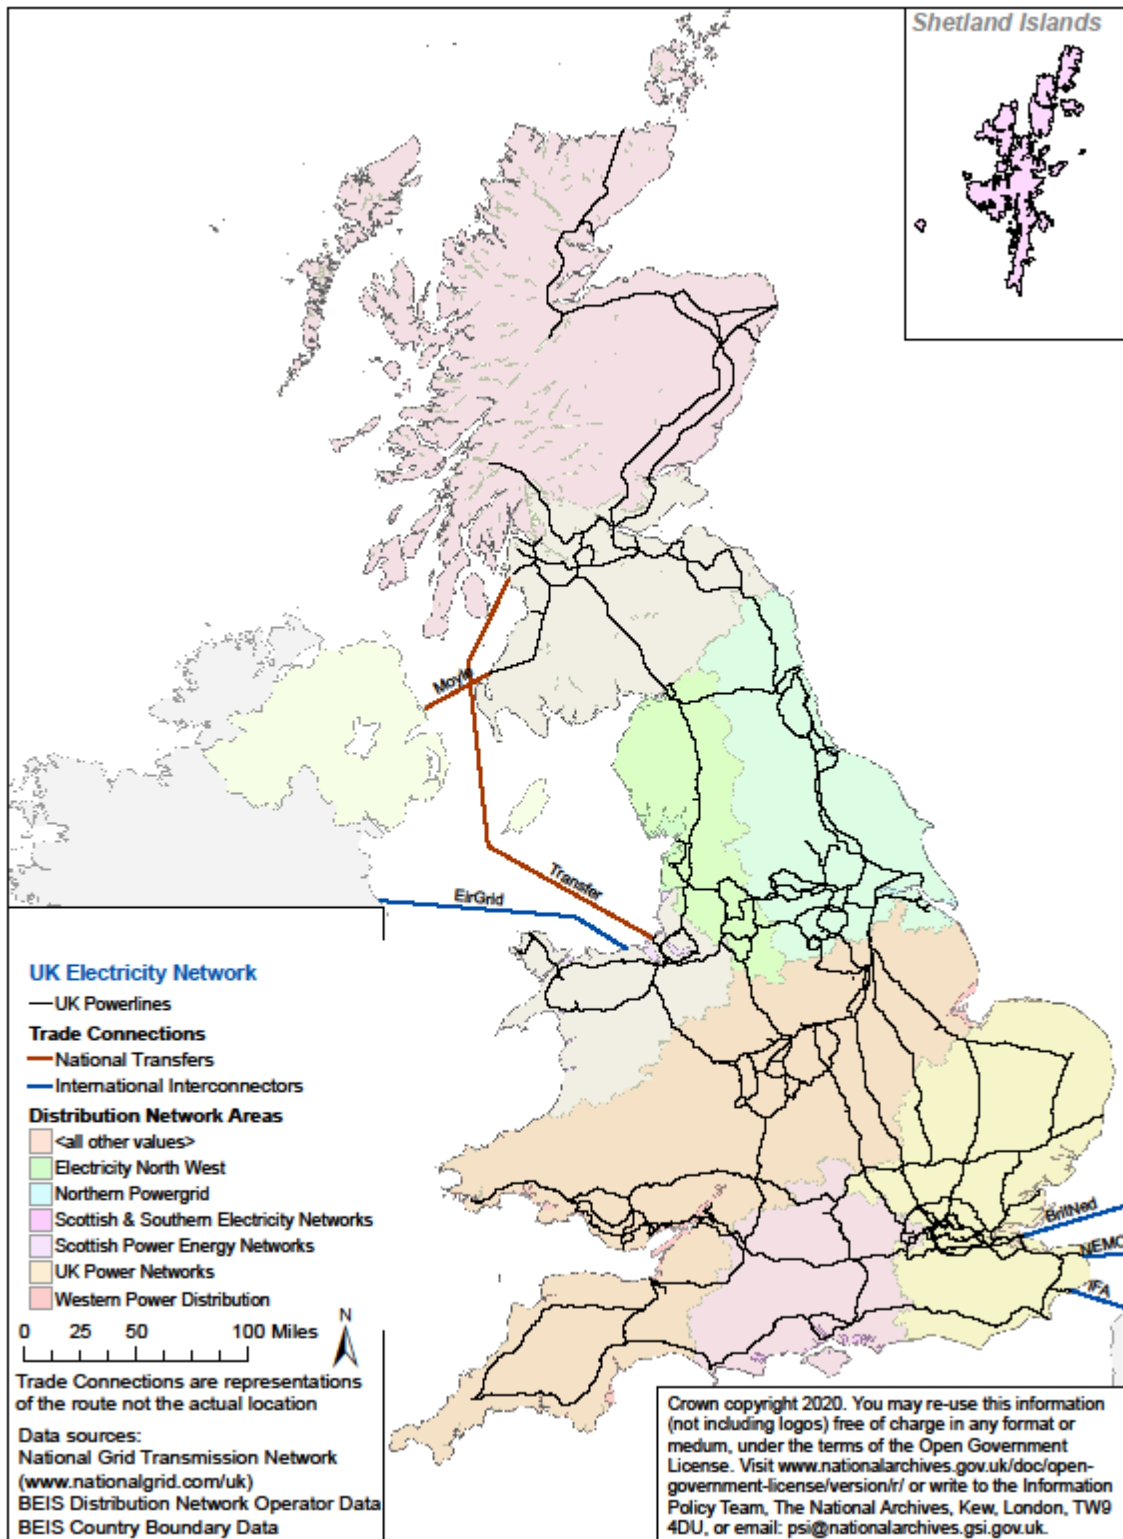 Shetland Islands
Moyle
Transfer
EirGrid
BritNed
NEMO
IFA
UK Electricity Network
UK Powerlines
Trade Connections
National Transfers
International Interconnectors
Distribution Network Areas
<all other values>
Electricity North West
Northern Powergrid
Scottish & Southern Electricity Networks
Scottish Power Energy Networks
UK Power Networks
Western Power Distribution
0 25 50 100 Miles
N
Trade Connections are representations
of the route not the actual location
Data sources:
National Grid Transmission Network
(www.nationalgrid.com/uk)
BEIS Distribution Network Operator Data
BEIS Country Boundary Data
Crown copyright 2020. You may re-use this information
(not including logos) free of charge in any format or
medum, under the terms of the Open Government
License. Visit www.nationalarchives.gov.uk/doc/open-
government-license/version/r/ or write to the Information
Policy Team, The National Archives, Kew, London, TW9
4DU, or email: psi@nationalarchives.gsi.gov.uk.